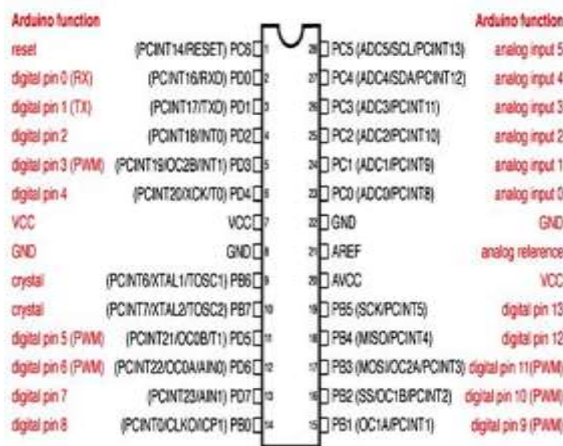 Arduino function Arduino function
reset (PCINT14/RESET) PC6 1 28 PC5 (ADC5/SCL/PCINT13) analog input 5
digital pin 0 (RX) (PCINT16/RXD) PD0 2 27 PC4 (ADC4/SDA/PCINT12) analog input 4
digital pin 1 (TX) (PCINT17/TXD) PD1 3 26 PC3 (ADC3/PCINT11) analog input 3
digital pin 2 (PCINT18/INT0) PD2 4 25 PC2 (ADC2/PCINT10) analog input 2
digital pin 3 (PWM) (PCINT19/OC2B/INT1) PD3 5 24 PC1 (ADC1/PCINT9) analog input 1
digital pin 4 (PCINT20/XCK/T0) PD4 6 23 PC0 (ADC0/PCINT8) analog input 0
VCC VCC 7 22 GND GND
GND GND 8 21 AREF analog reference
crystal (PCINT6/XTAL1/TOSC1) PB6 9 20 AVCC VCC
crystal (PCINT7/XTAL2/TOSC2) PB7 10 19 PB5 (SCK/PCINT5) digital pin 13
digital pin 5 (PWM) (PCINT21/OC0B/T1) PD5 11 18 PB4 (MISO/PCINT4) digital pin 12
digital pin 6 (PWM) (PCINT22/OC0A/AIN0) PD6 12 17 PB3 (MOSI/OC2A/PCINT3) digital pin 11(PWM)
digital pin 7 (PCINT23/AIN1) PD7 13 16 PB2 (SS/OC1B/PCINT2) digital pin 10 (PWM)
digital pin 8 (PCINT0/CLKO/ICP1) PB0 14 15 PB1 (OC1A/PCINT1) digital pin 9 (PWM)